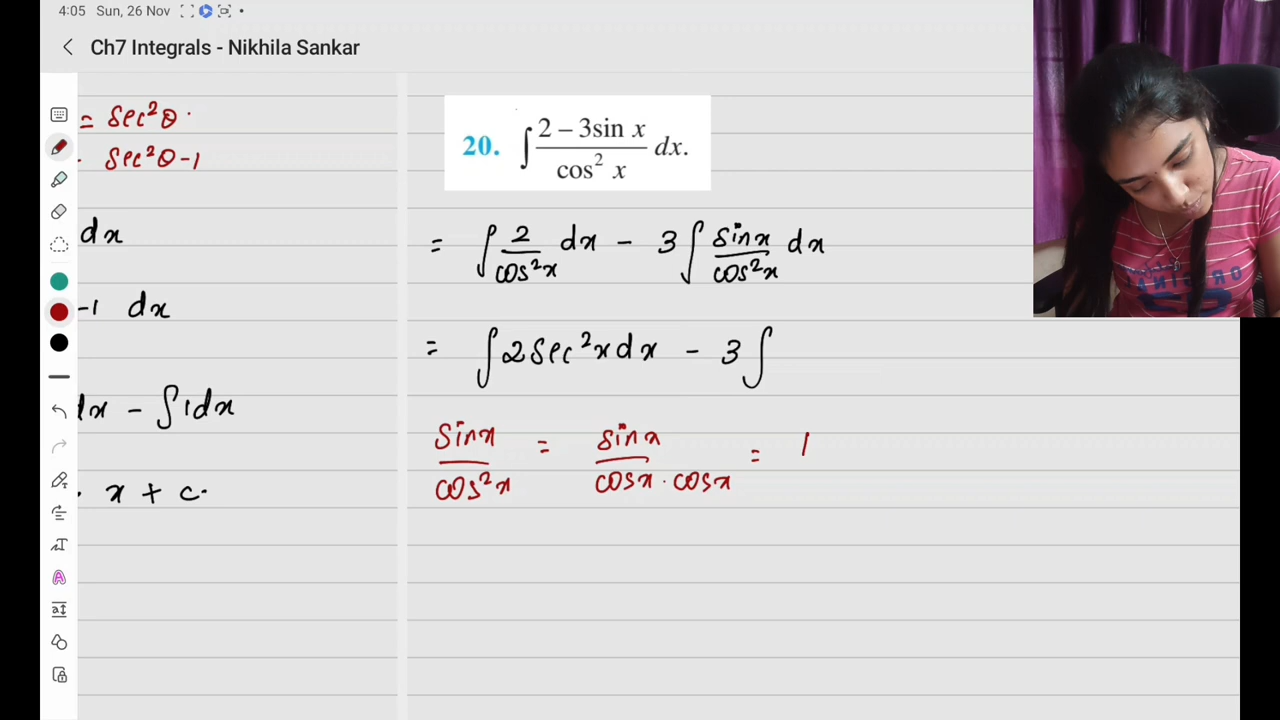 4:05 Sun, 26 Nov
Ch7 Integrals - Nikhila Sankar
= sec²θ ·
sec²θ -1
dx
-1 dx
dx - ∫1dx
x + c.
20. ∫ (2 – 3sin x)/(cos² x) dx.
= ∫ 2/cos²x dx - 3∫ sinx/cos²x dx
= ∫2sec²x dx - 3∫
sinx/cos²x = sinx/cosx . cosx = 1